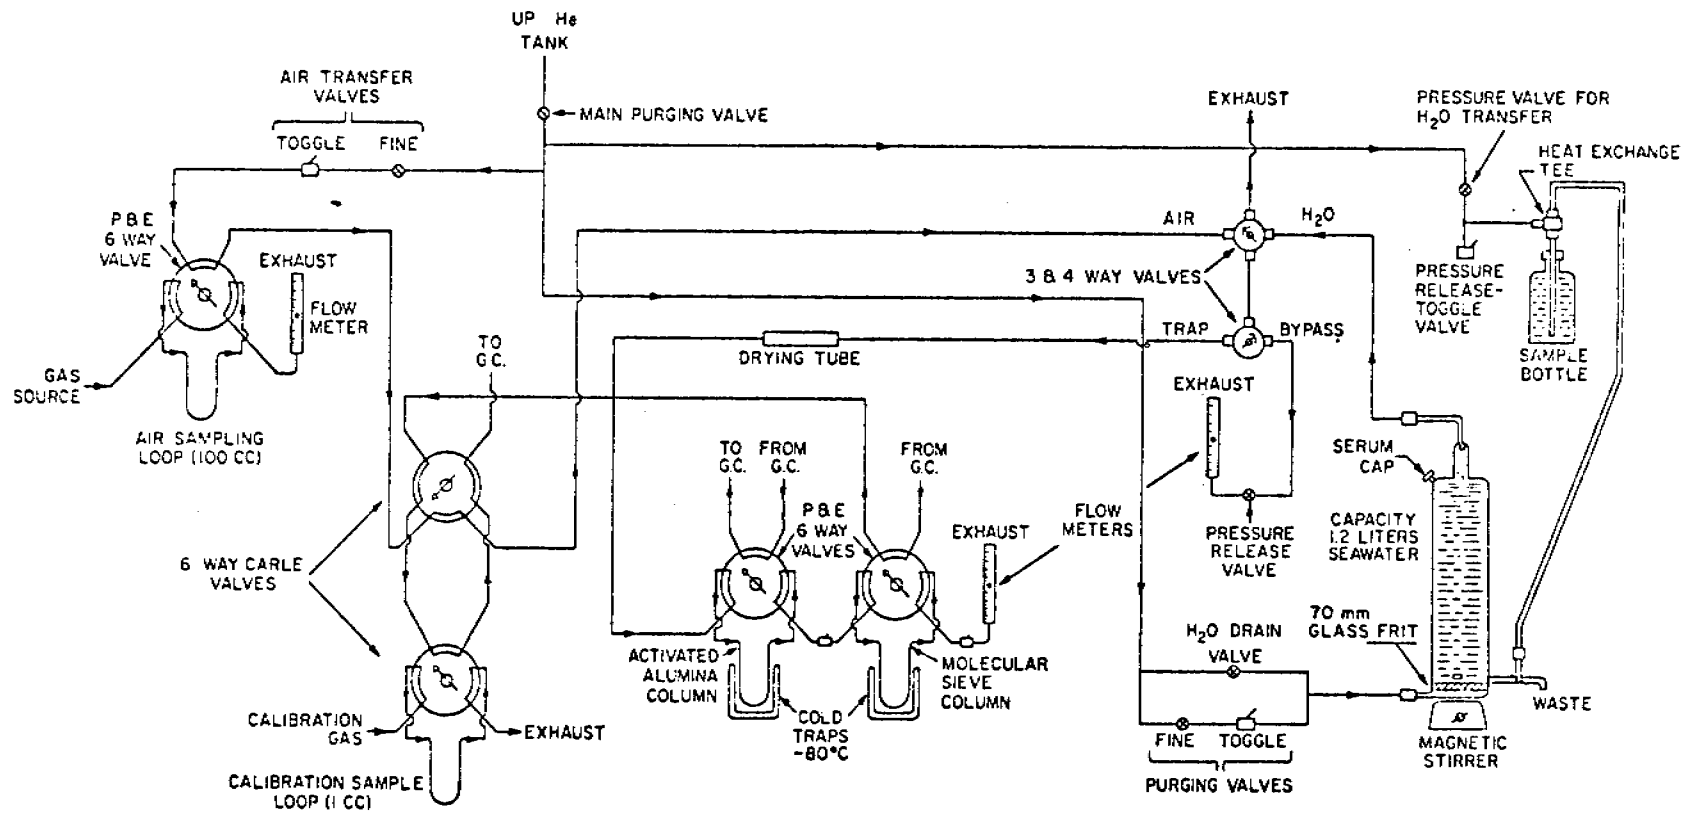 UP He
TANK
AIR TRANSFER
VALVES
TOGGLE FINE
MAIN PURGING VALVE
EXHAUST
PRESSURE VALVE FOR
H2O TRANSFER
HEAT EXCHANGE
TEE
P & E
6 WAY
VALVE
EXHAUST
FLOW
METER
AIR
H2O
3 & 4 WAY VALVES
PRESSURE
RELEASE-
TOGGLE
VALVE
SAMPLE
BOTTLE
TRAP
BYPASS
DRYING TUBE
TO
G.C.
GAS
SOURCE
AIR SAMPLING
LOOP (100 CC)
EXHAUST
TO
G.C.
FROM
G.C.
FROM
G.C.
SERUM
CAP
P & E
6 WAY
VALVES
EXHAUST
FLOW
METERS
PRESSURE
RELEASE
VALVE
CAPACITY
1.2 LITERS
SEAWATER
6 WAY CARLE
VALVES
70 mm
GLASS FRIT
H2O DRAIN
VALVE
ACTIVATED
ALUMINA
COLUMN
MOLECULAR
SIEVE
COLUMN
COLD
TRAPS
-80°C
WASTE
CALIBRATION
GAS
EXHAUST
FINE TOGGLE
PURGING VALVES
MAGNETIC
STIRRER
CALIBRATION SAMPLE
LOOP (1 CC)